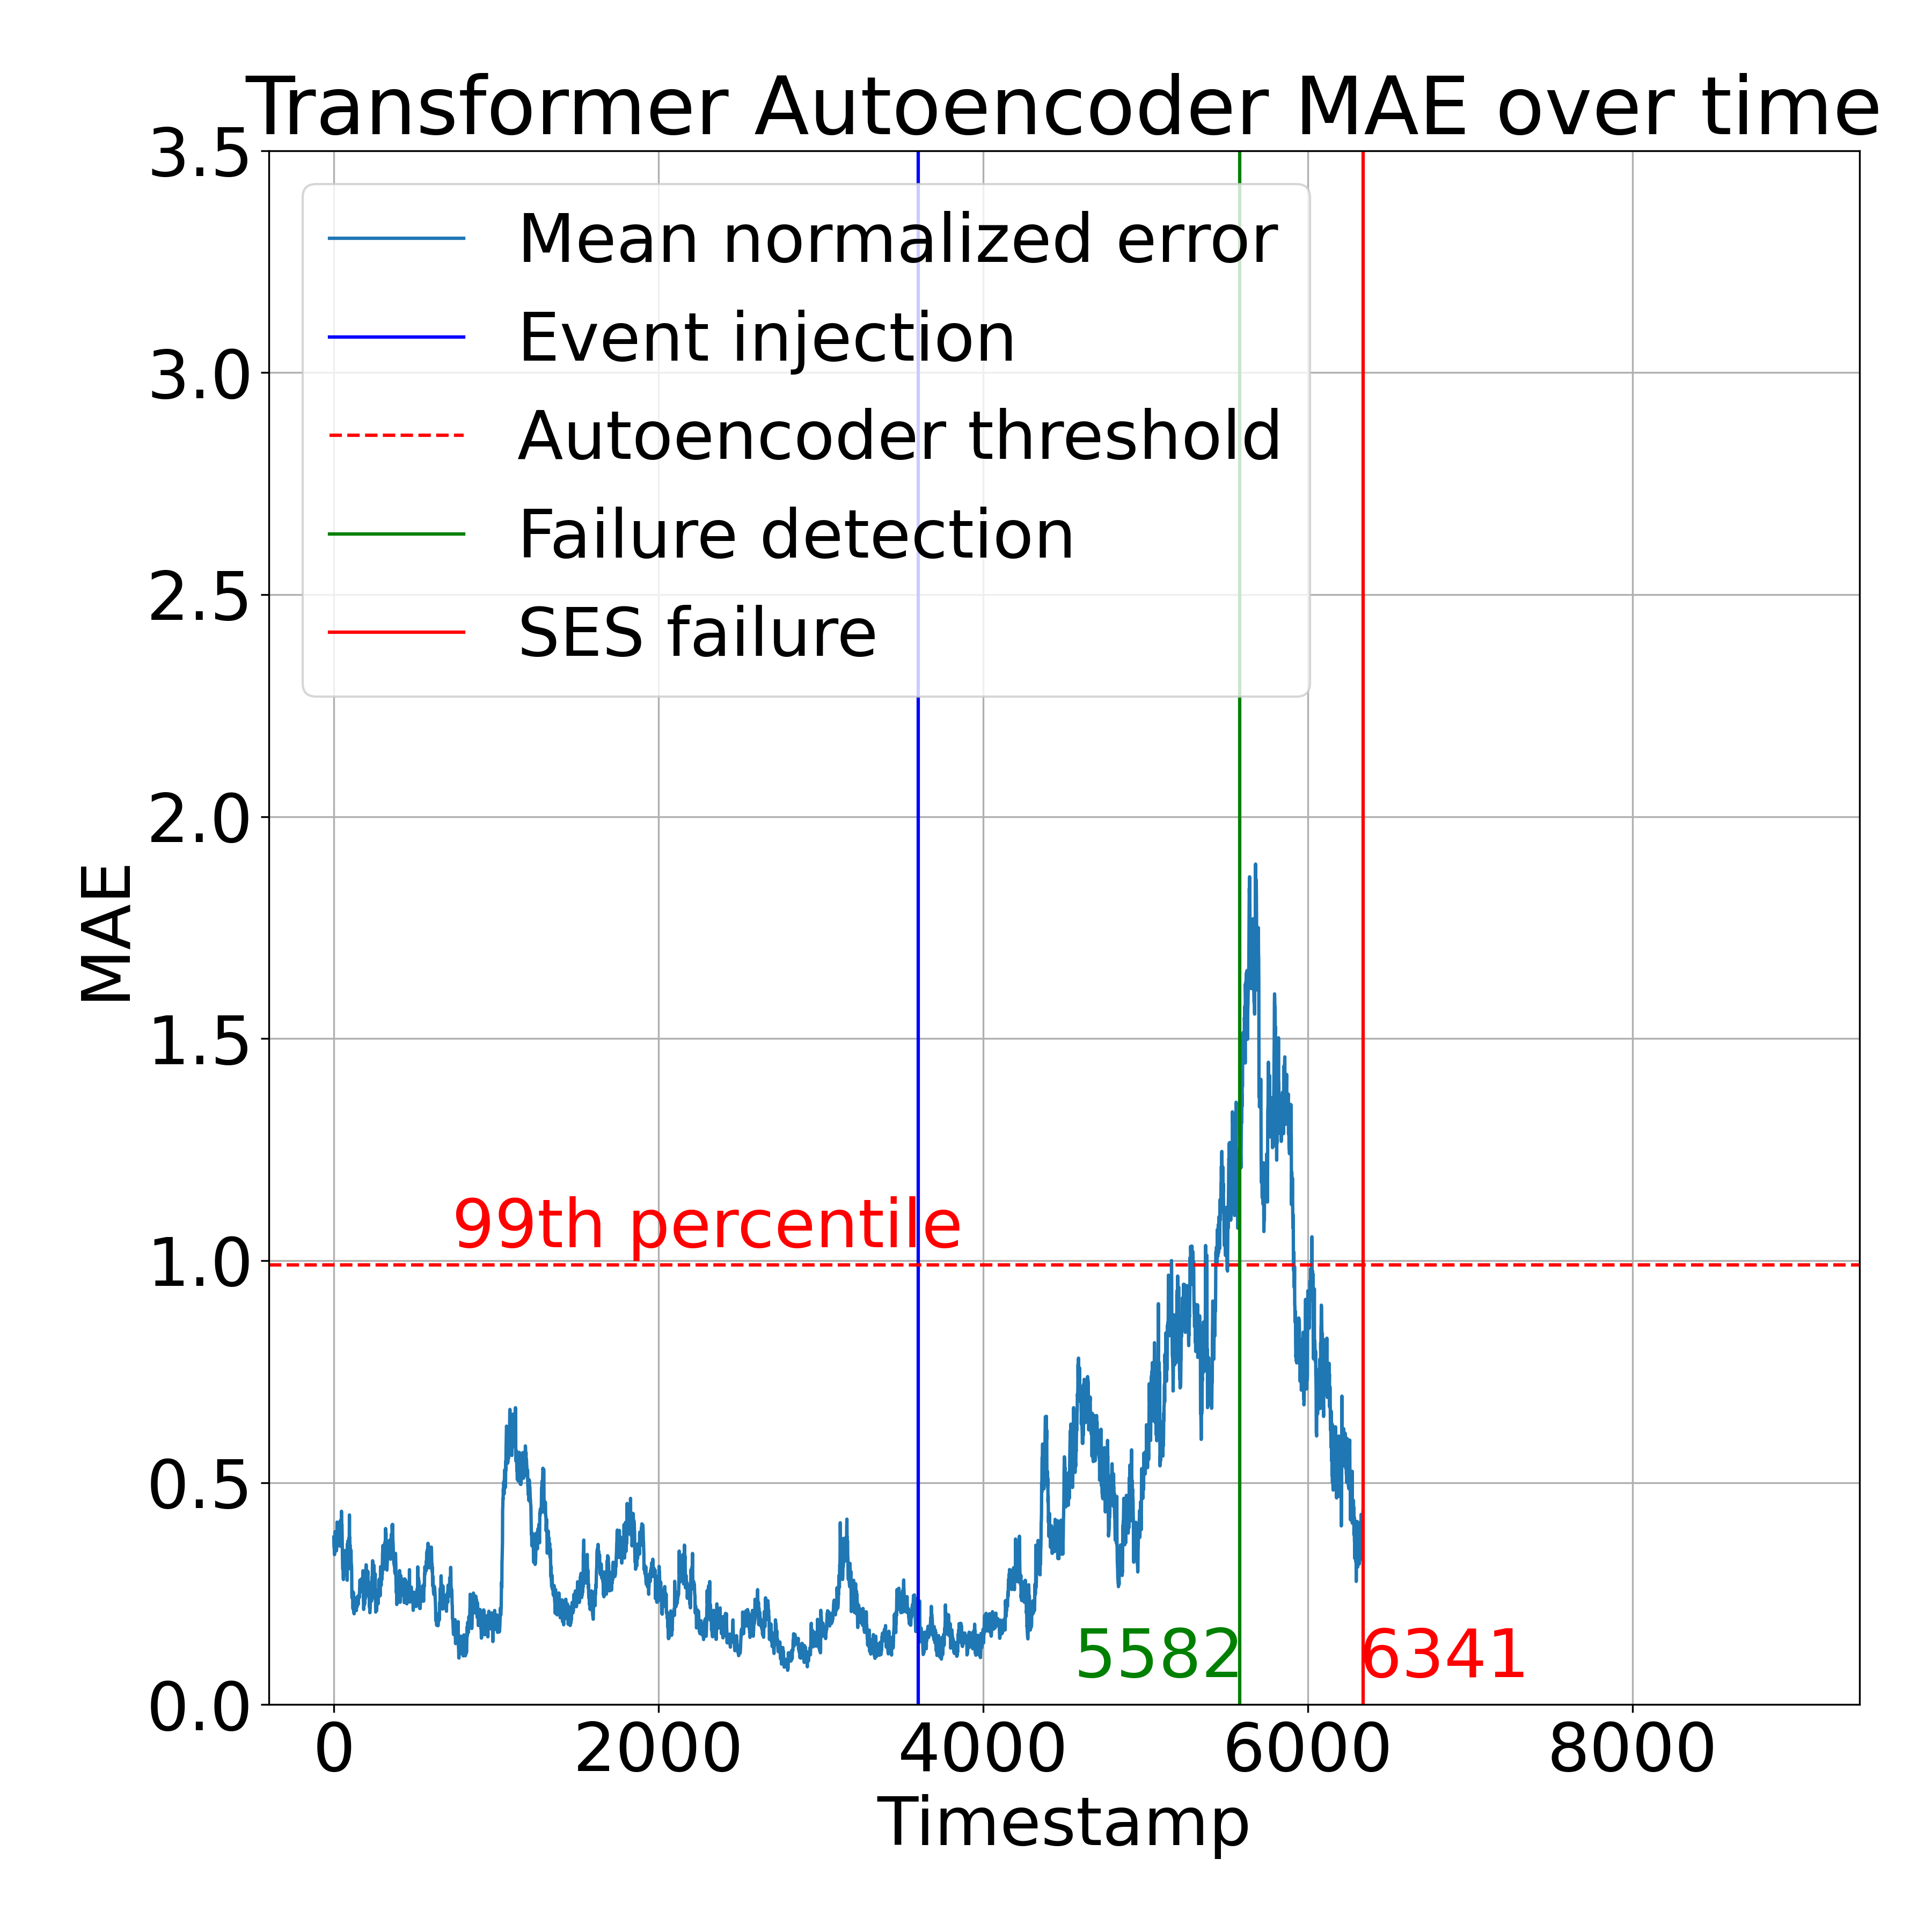 Transformer Autoencoder MAE over time
3.5
3.0
2.5
2.0
1.5
1.0
0.5
0.0
MAE
Mean normalized error
Event injection
Autoencoder threshold
Failure detection
SES failure
99th percentile
5582
6341
0 2000 4000 6000 8000
Timestamp